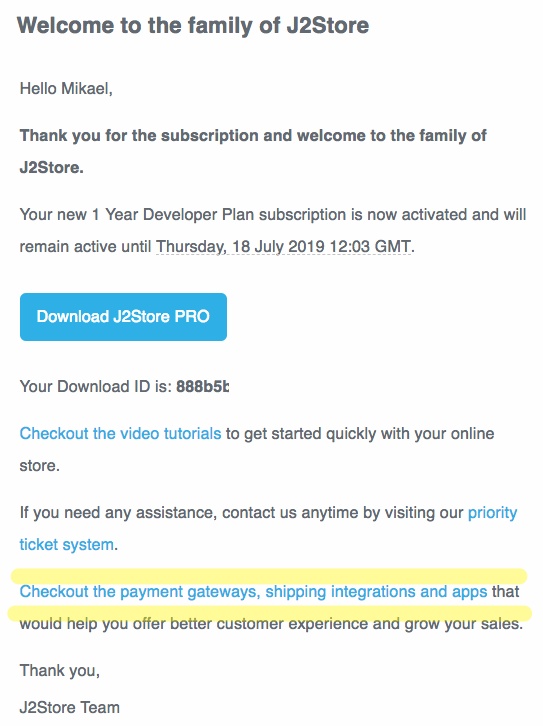 Welcome to the family of J2Store
Hello Mikael,
Thank you for the subscription and welcome to the family of
J2Store.
Your new 1 Year Developer Plan subscription is now activated and will
remain active until Thursday, 18 July 2019 12:03 GMT.
Download J2Store PRO
Your Download ID is: 888b5b
Checkout the video tutorials to get started quickly with your online
store.
If you need any assistance, contact us anytime by visiting our priority
ticket system.
Checkout the payment gateways, shipping integrations and apps that
would help you offer better customer experience and grow your sales.
Thank you,
J2Store Team